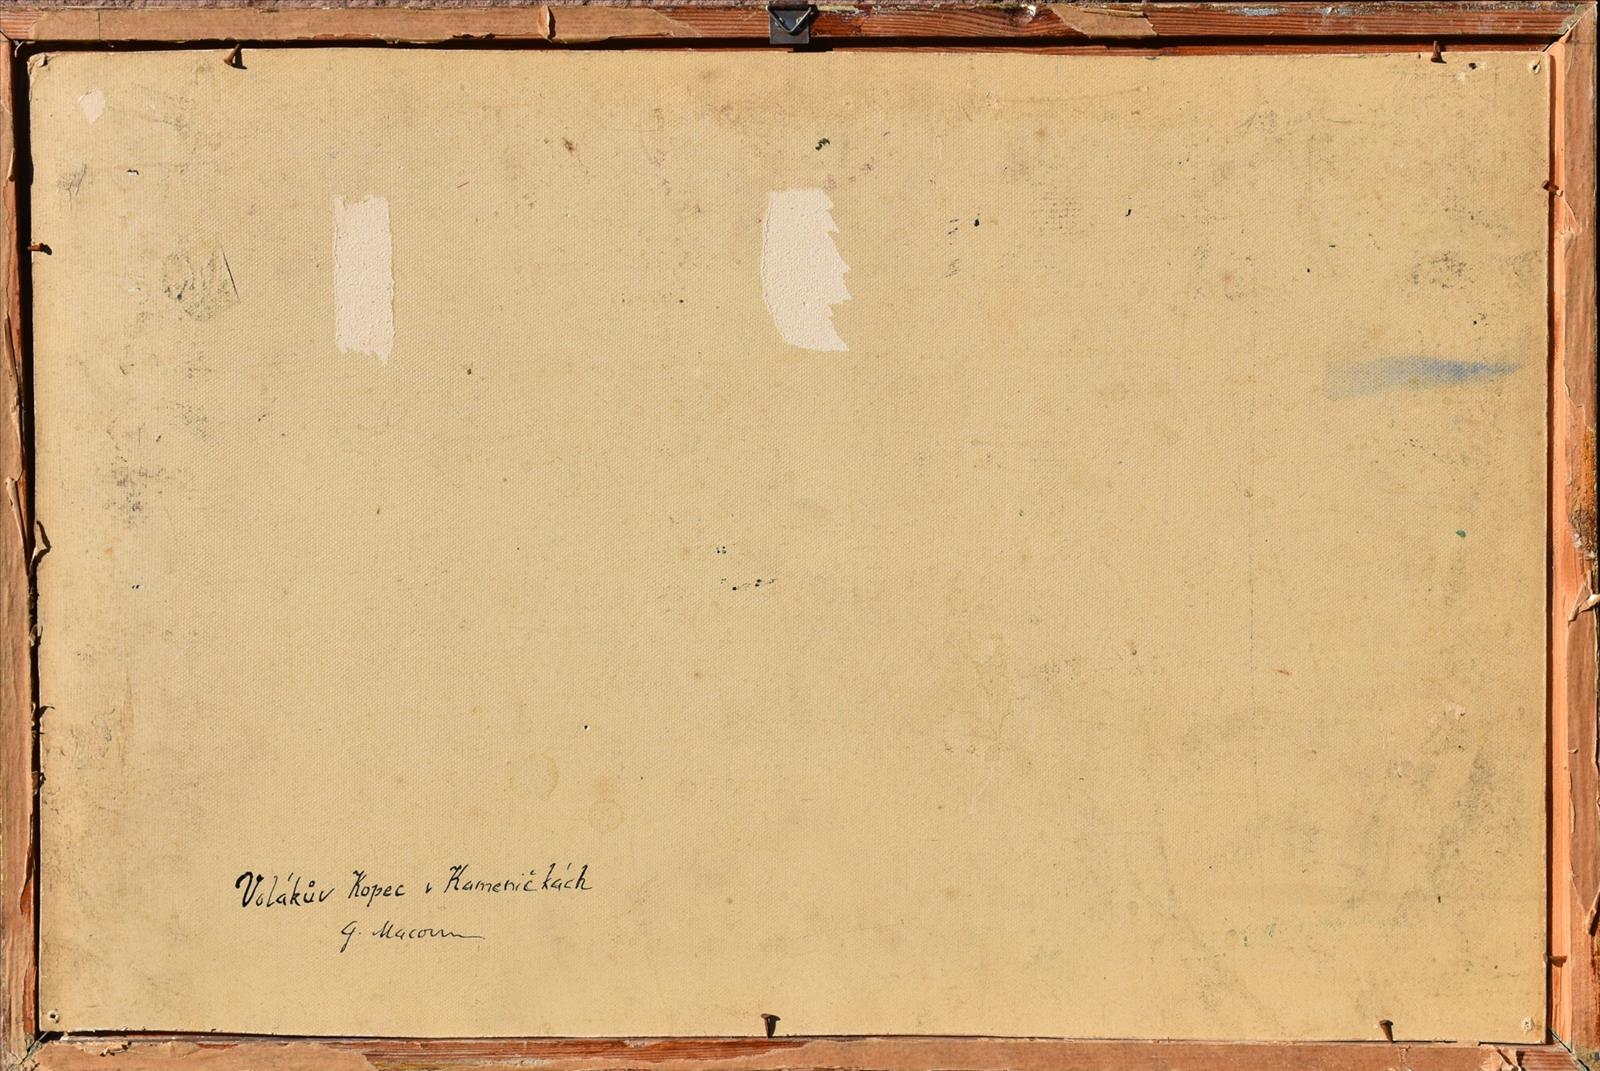 Volákův Kopec v Kameničkách
G. Macoun